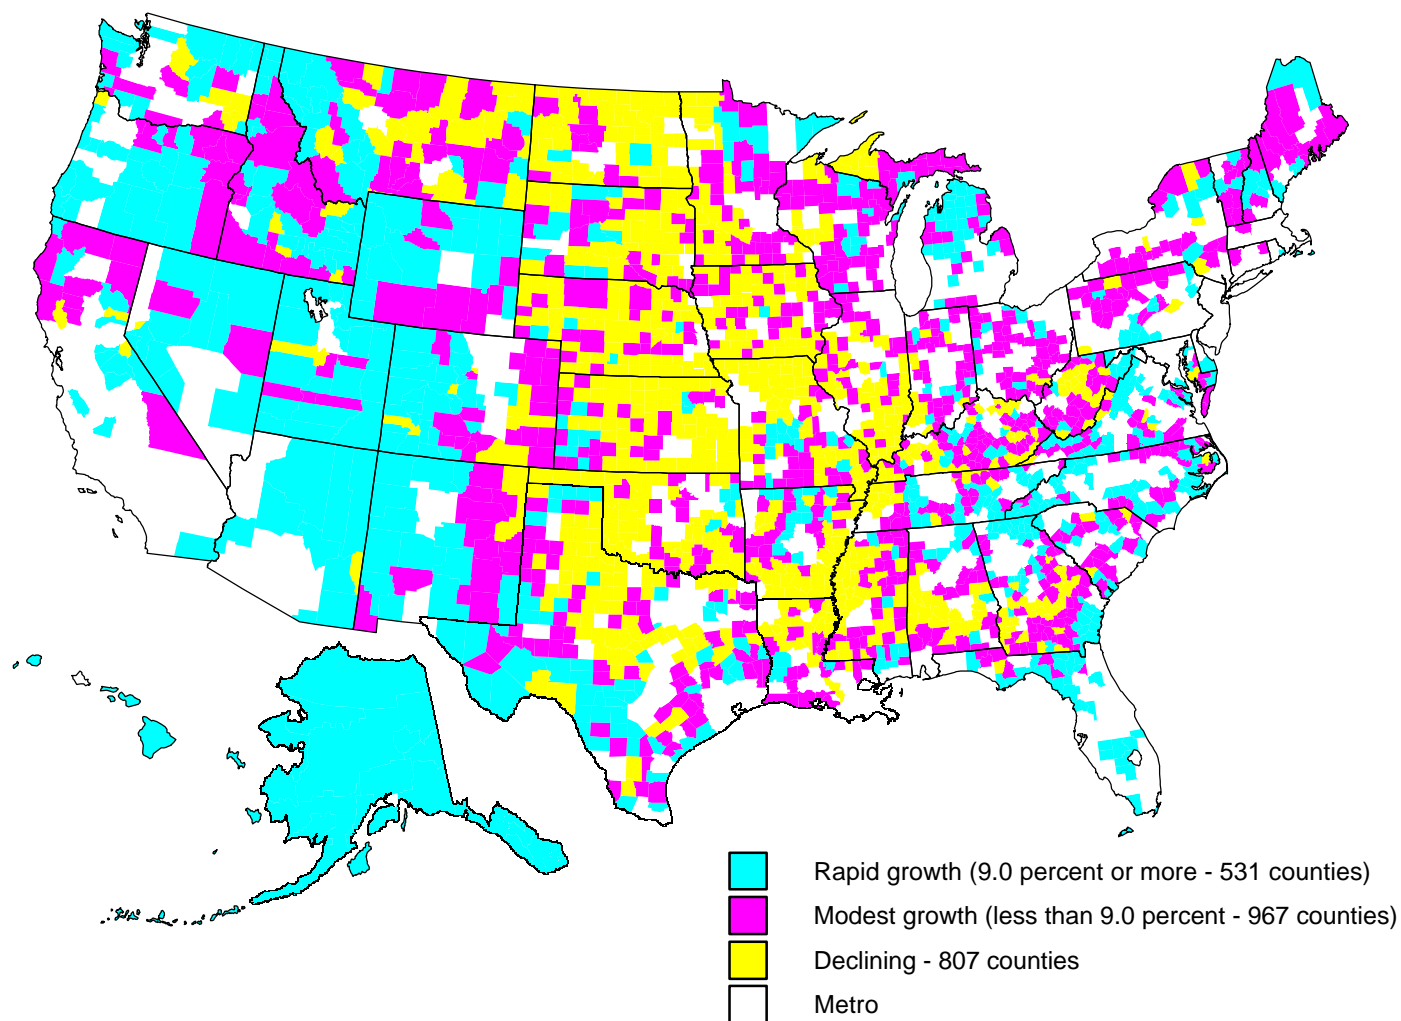 Rapid growth (9.0 percent or more - 531 counties)
Modest growth (less than 9.0 percent - 967 counties)
Declining - 807 counties
Metro